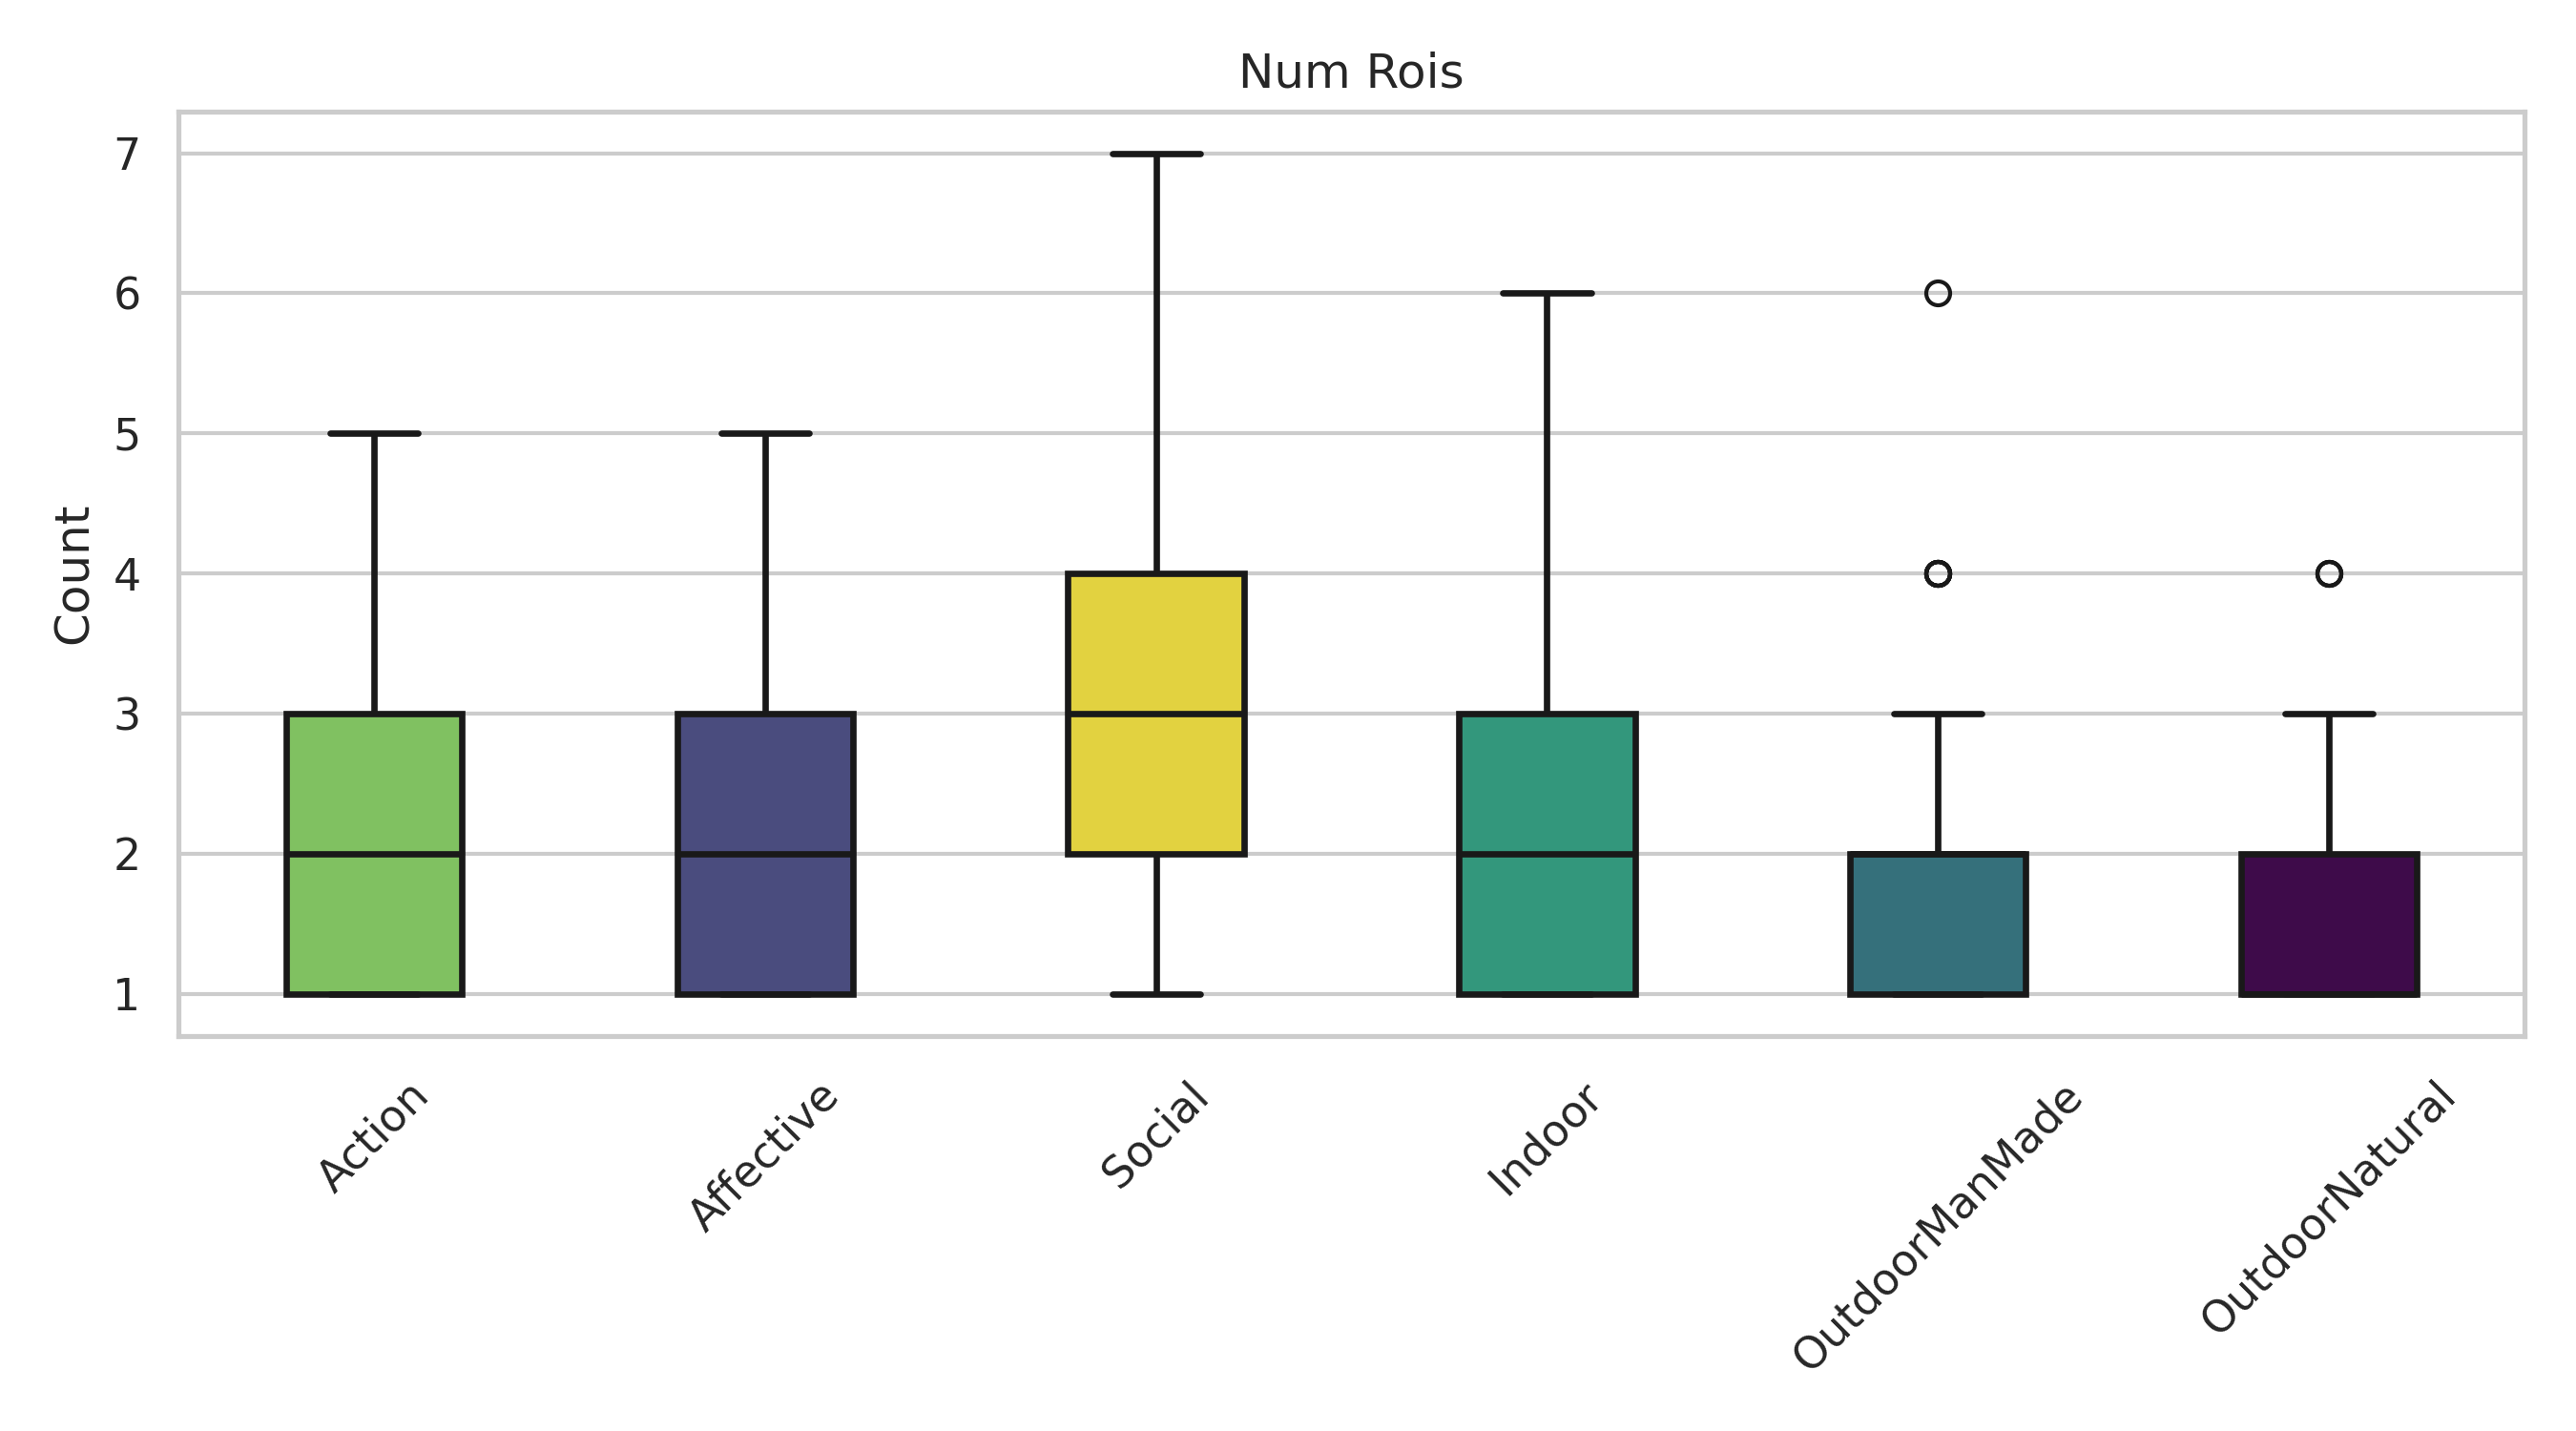 Num Rois
Count
7
6
5
4
3
2
1
Action
Affective
Social
Indoor
OutdoorManMade
OutdoorNatural